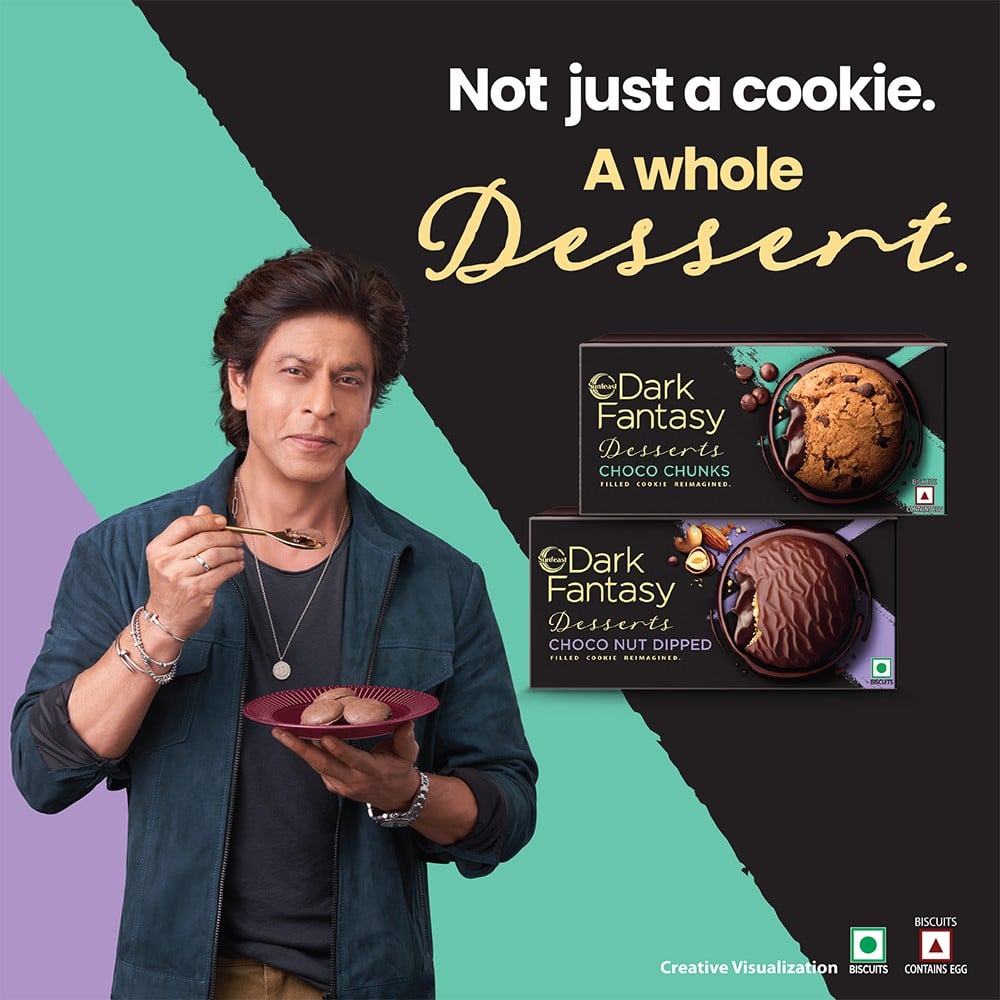 Not just a cookie.
A whole
Dessert.
Sunfeast
Dark
Fantasy
Desserts
CHOCO CHUNKS
FILLED COOKIE REIMAGINED.
BISCUITS
CONTAINS EGG
Sunfeast
Dark
Fantasy
Desserts
CHOCO NUT DIPPED
FILLED COOKIE REIMAGINED.
BISCUITS
Creative Visualization
BISCUITS
BISCUITS
CONTAINS EGG